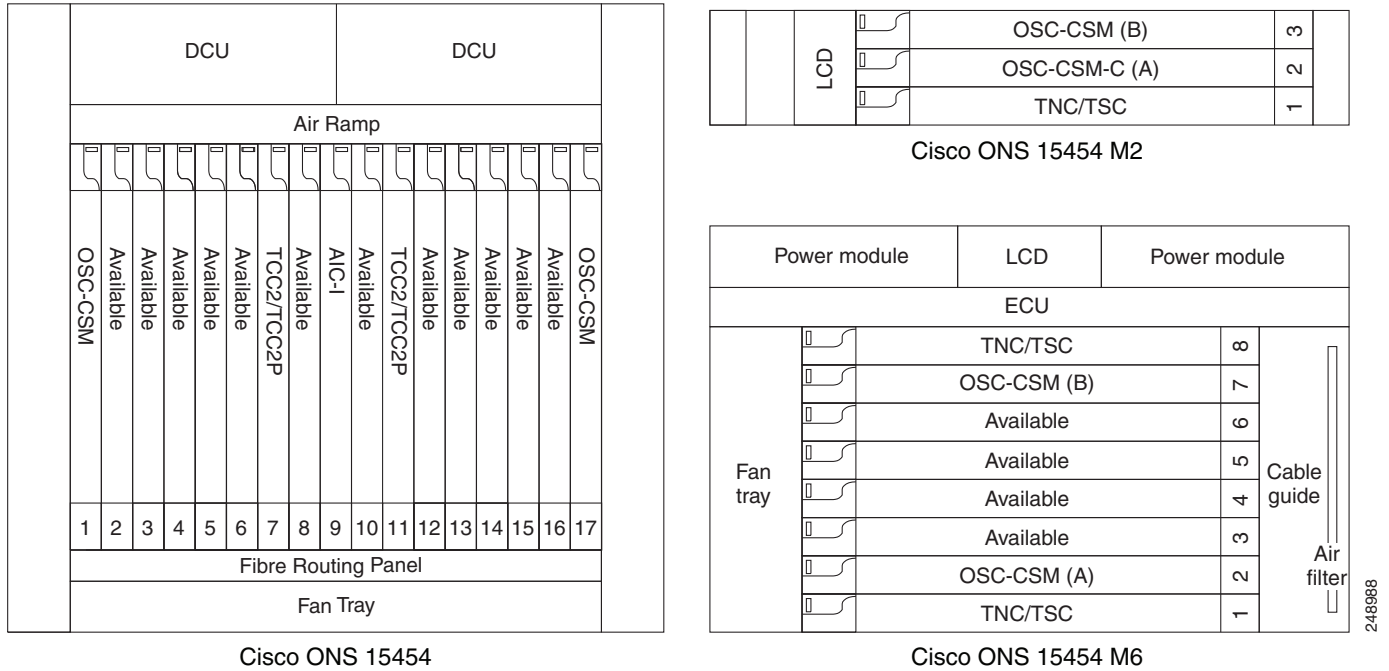 DCU
DCU
Air Ramp
OSC-CSM
Available
Available
Available
Available
Available
TCC2/TCC2P
Available
AIC-I
Available
TCC2/TCC2P
Available
Available
Available
Available
Available
OSC-CSM
1 2 3 4 5 6 7 8 9 10 11 12 13 14 15 16 17
Fibre Routing Panel
Fan Tray
Cisco ONS 15454
LCD
OSC-CSM (B) 3
OSC-CSM-C (A) 2
TNC/TSC 1
Cisco ONS 15454 M2
Power module
LCD
Power module
ECU
Fan
tray
TNC/TSC 8
OSC-CSM (B) 7
Available 6
Available 5
Available 4
Available 3
OSC-CSM (A) 2
TNC/TSC 1
Cable
guide
Air
filter
Cisco ONS 15454 M6
248988